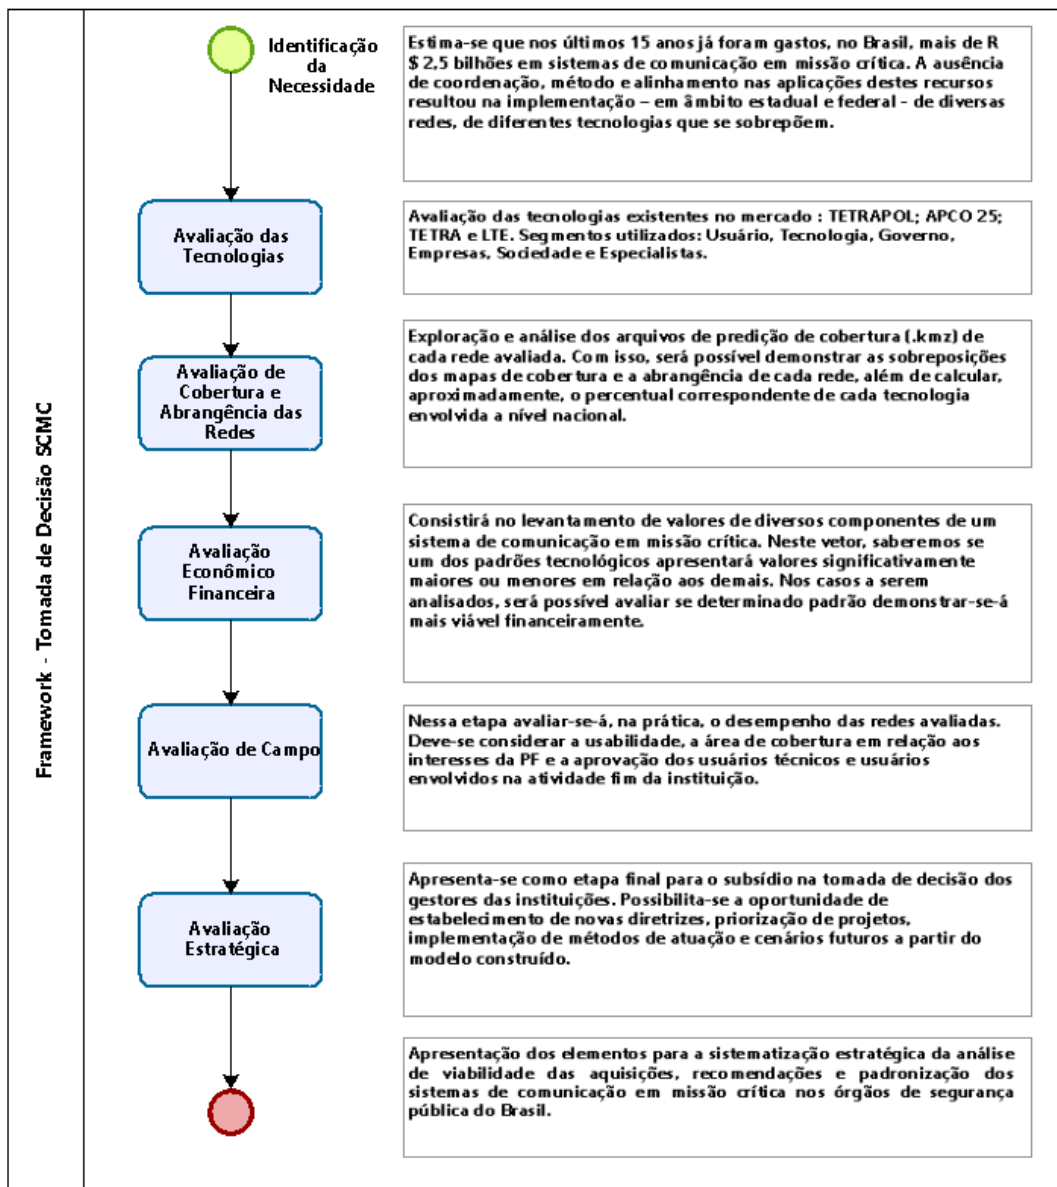 Framework - Tomada de Decisão SCMC
Identificação
da
Necessidade
Estima-se que nos últimos 15 anos já foram gastos, no Brasil, mais de R
$ 2,5 bilhões em sistemas de comunicação em missão crítica. A ausência
de coordenação, método e alinhamento nas aplicações destes recursos
resultou na implementação – em âmbito estadual e federal - de diversas
redes, de diferentes tecnologias que se sobrepõem.
Avaliação das
Tecnologias
Avaliação das tecnologias existentes no mercado : TETRAPOL; APCO 25;
TETRA e LTE. Segmentos utilizados: Usuário, Tecnologia, Governo,
Empresas, Sociedade e Especialistas.
Avaliação de
Cobertura e
Abrangência das
Redes
Exploração e análise dos arquivos de predição de cobertura (.kmz) de
cada rede avaliada. Com isso, será possível demonstrar as sobreposições
dos mapas de cobertura e a abrangência de cada rede, além de calcular,
aproximadamente, o percentual correspondente de cada tecnologia
envolvida a nível nacional.
Avaliação
Econômico
Financeira
Consistirá no levantamento de valores de diversos componentes de um
sistema de comunicação em missão crítica. Neste vetor, saberemos se
um dos padrões tecnológicos apresentará valores significativamente
maiores ou menores em relação aos demais. Nos casos a serem
analisados, será possível avaliar se determinado padrão demonstrar-se-á
mais viável financeiramente.
Avaliação de Campo
Nessa etapa avaliar-se-á, na prática, o desempenho das redes avaliadas.
Deve-se considerar a usabilidade, a área de cobertura em relação aos
interesses da PF e a aprovação dos usuários técnicos e usuários
envolvidos na atividade fim da instituição.
Avaliação
Estratégica
Apresenta-se como etapa final para o subsídio na tomada de decisão dos
gestores das instituições. Possibilita-se a oportunidade de
estabelecimento de novas diretrizes, priorização de projetos,
implementação de métodos de atuação e cenários futuros a partir do
modelo construído.
Apresentação dos elementos para a sistematização estratégica da análise
de viabilidade das aquisições, recomendações e padronização dos
sistemas de comunicação em missão crítica nos órgãos de segurança
pública do Brasil.